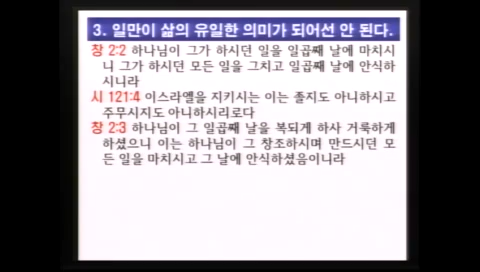 3. 일만이 삶의 유일한 의미가 되어선 안 된다.
창 2:2 하나님이 그가 하시던 일을 일곱째 날에 마치시
니 그가 하시던 모든 일을 그치고 일곱째 날에 안식하
시니라
시 121:4 이스라엘을 지키시는 이는 졸지도 아니하시고
주무시지도 아니하시리로다
창 2:3 하나님이 그 일곱째 날을 복되게 하사 거룩하게
하셨으니 이는 하나님이 그 창조하시며 만드시던 모
든 일을 마치시고 그 날에 안식하셨음이니라